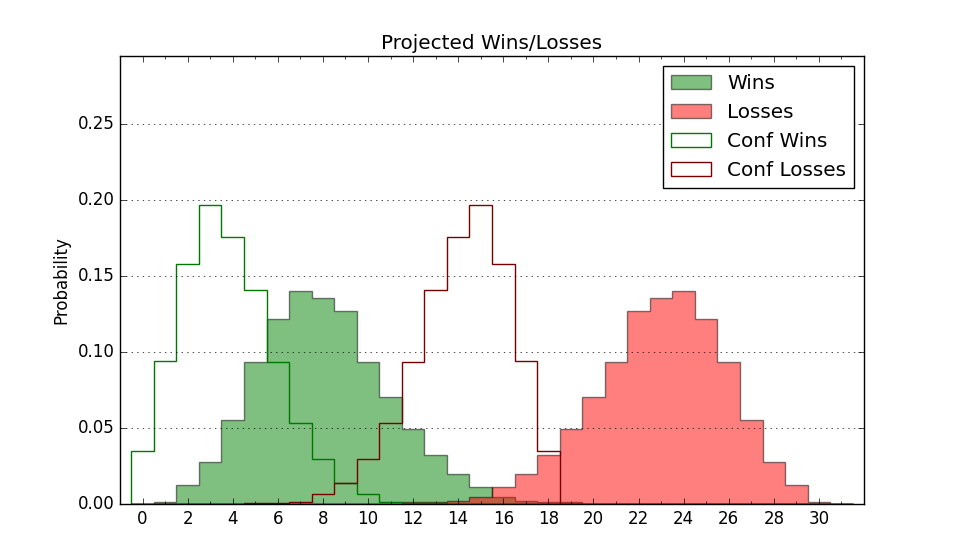 Projected Wins/Losses
Wins
Losses
Conf Wins
Conf Losses
Probability
0.25
0.20
0.15
0.10
0.05
0.00
0 2 4 6 8 10 12 14 16 18 20 22 24 26 28 30